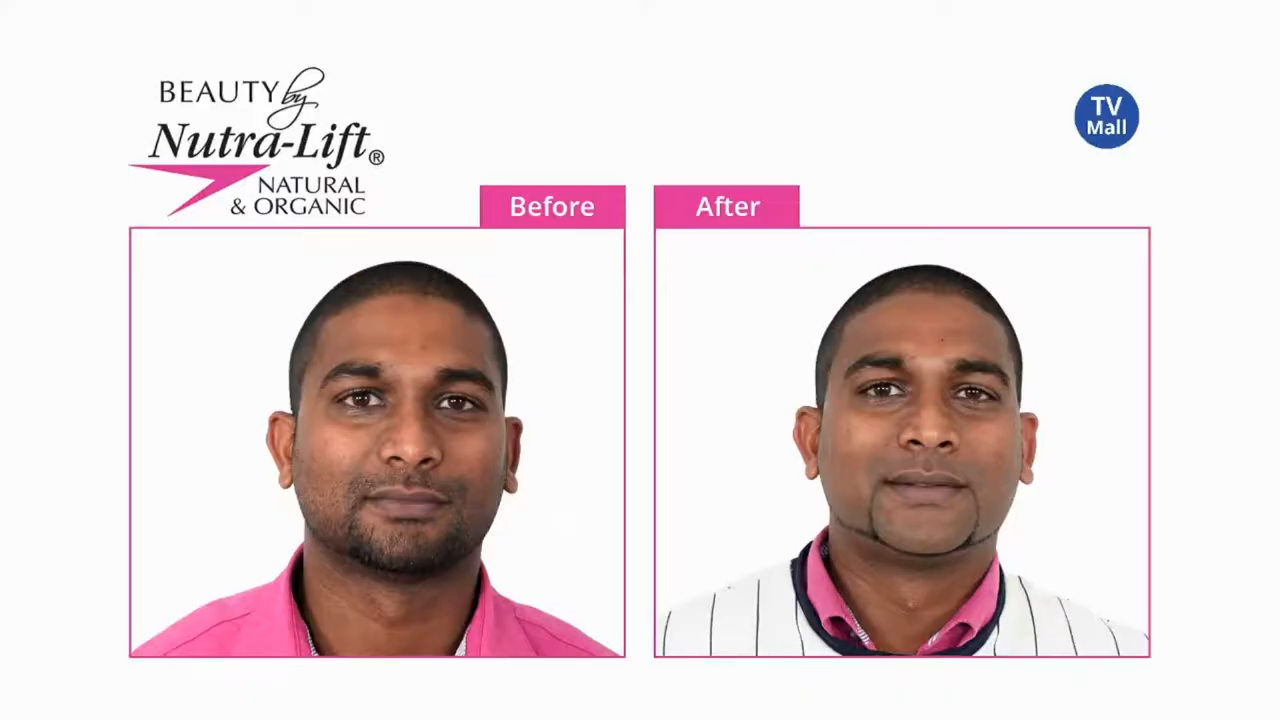 BEAUTY by
Nutra-Lift®
NATURAL
& ORGANIC
TV
Mall
Before
After